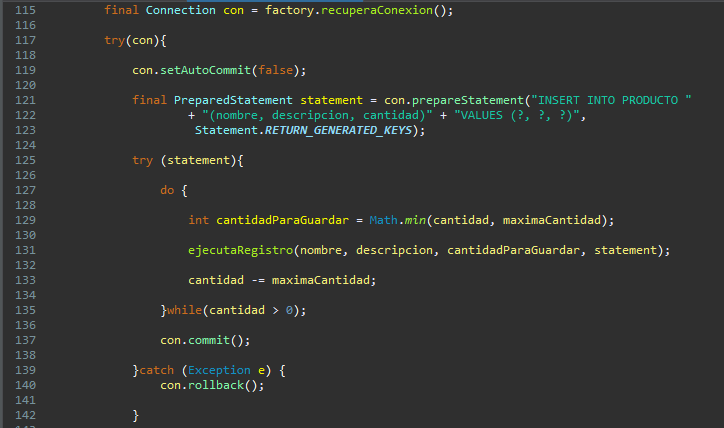 115 final Connection con = factory.recuperaConexion();
116
117 try(con){
118
119 con.setAutoCommit(false);
120
121 final PreparedStatement statement = con.prepareStatement("INSERT INTO PRODUCTO "
122 + "(nombre, descripcion, cantidad)" + "VALUES (?, ?, ?)",
123 Statement.RETURN_GENERATED_KEYS);
124
125 try (statement){
126
127 do {
128
129 int cantidadParaGuardar = Math.min(cantidad, maximaCantidad);
130
131 ejecutaRegistro(nombre, descripcion, cantidadParaGuardar, statement);
132
133 cantidad -= maximaCantidad;
134
135 }while(cantidad > 0);
136
137 con.commit();
138
139 }catch (Exception e) {
140 con.rollback();
141
142 }